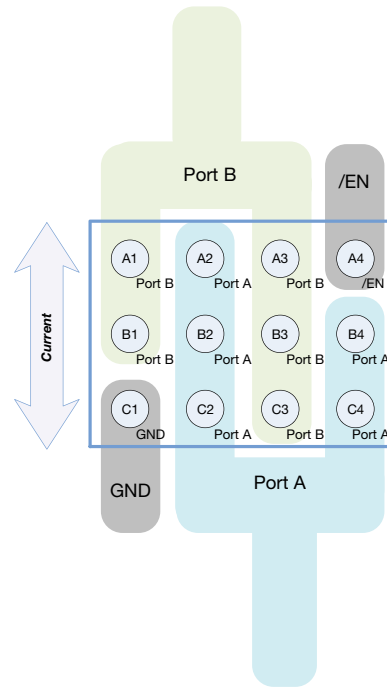 Port B
/EN
A1
A2
A3
A4
Port B
Port A
Port B
/EN
Current
B1
B2
B3
B4
Port B
Port A
Port B
Port A
C1
C2
C3
C4
GND
Port A
Port B
Port A
GND
Port A